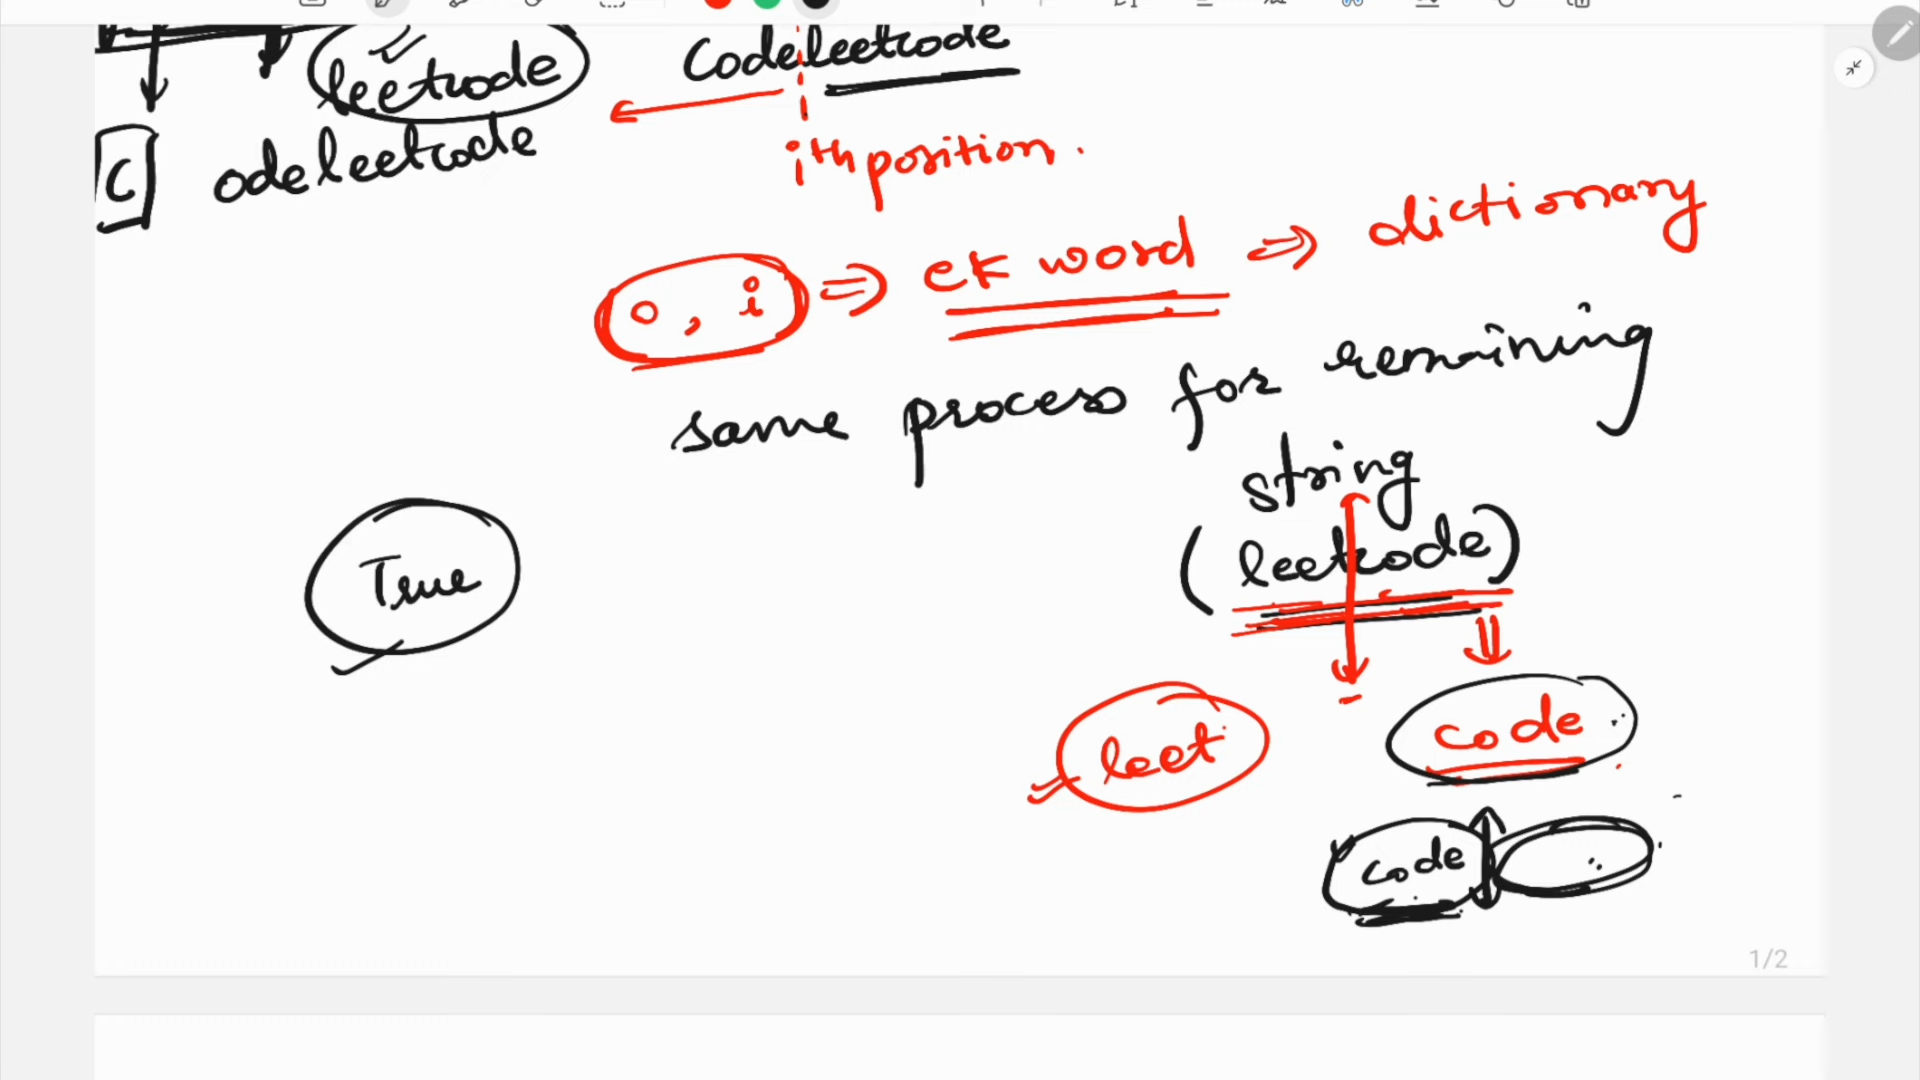 leetcode
Codeleetcode
C odeleetcode
ith position.
0, i ⇒ ek word ⇒ dictionary
same process for remaining
string
(leetcode)
True
leet code
code
1/2